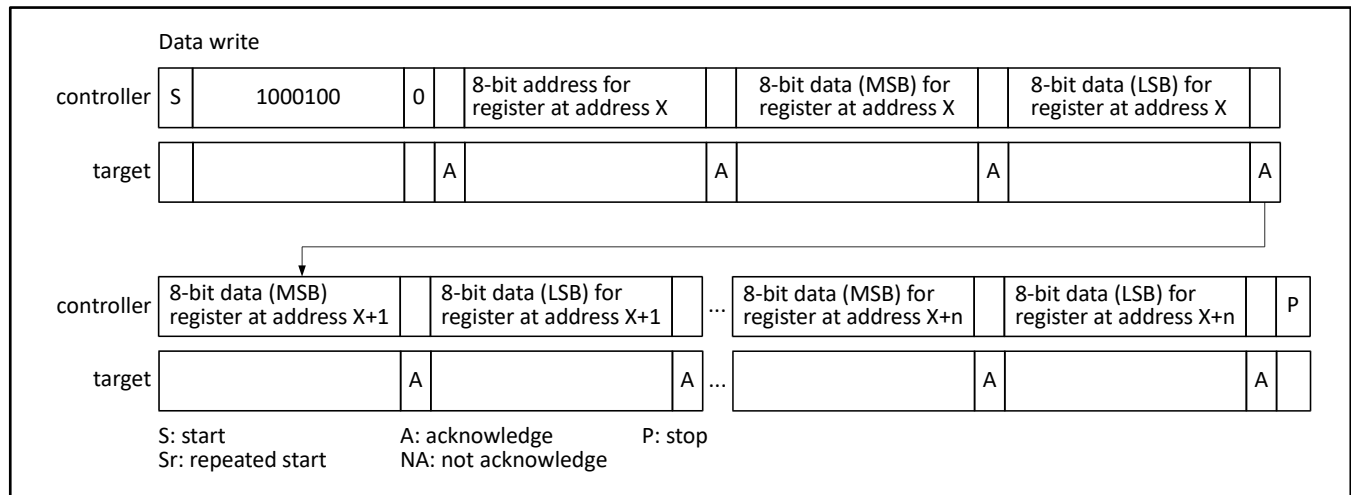 Data write
controller S 1000100 0 8-bit address for register at address X 8-bit data (MSB) for register at address X 8-bit data (LSB) for register at address X
target A A A A
controller 8-bit data (MSB) register at address X+1 8-bit data (LSB) for register at address X+1 ... 8-bit data (MSB) for register at address X+n 8-bit data (LSB) for register at address X+n P
target A A ... A A
S: start A: acknowledge P: stop
Sr: repeated start NA: not acknowledge